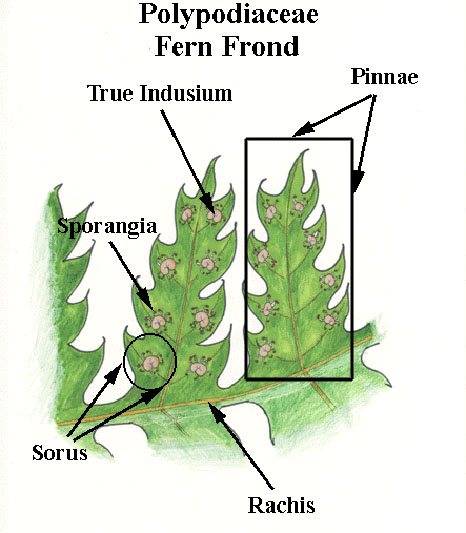 Polypodiaceae
Fern Frond
Pinnae
True Indusium
Sporangia
Sorus
Rachis